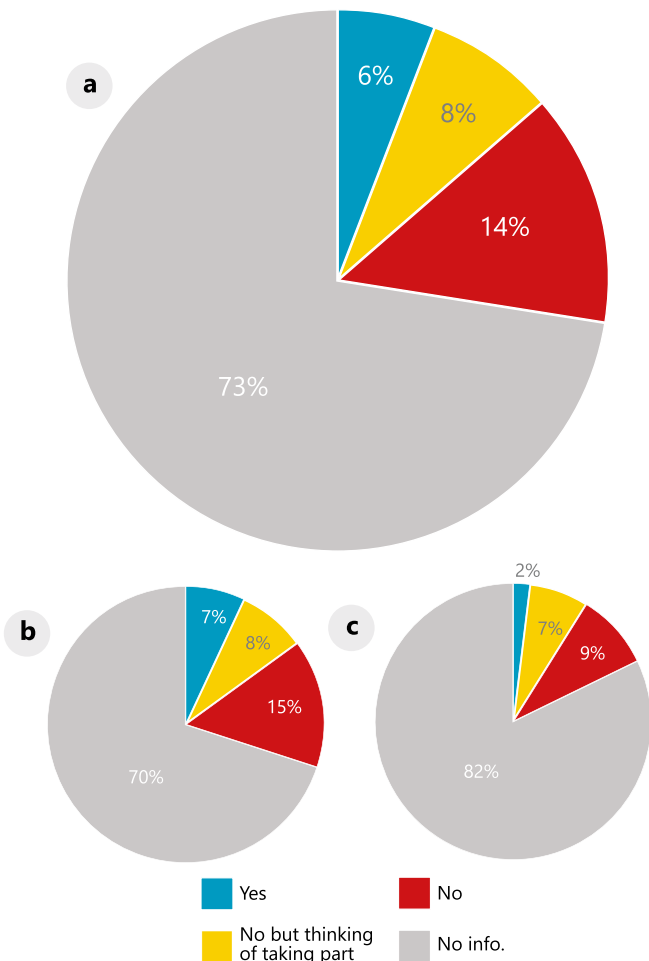 a
6%
8%
14%
73%
b
7%
8%
15%
70%
c
2%
7%
9%
82%
Yes
No
No but thinking
of taking part
No info.